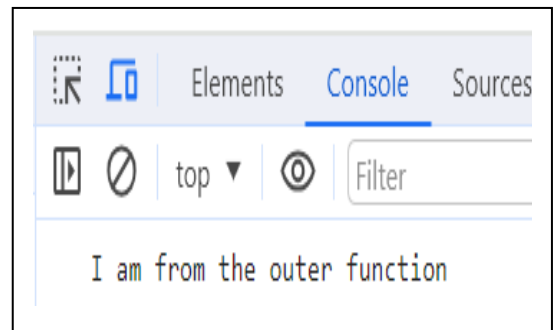 Elements Console Sources
top ▼ Filter
I am from the outer function